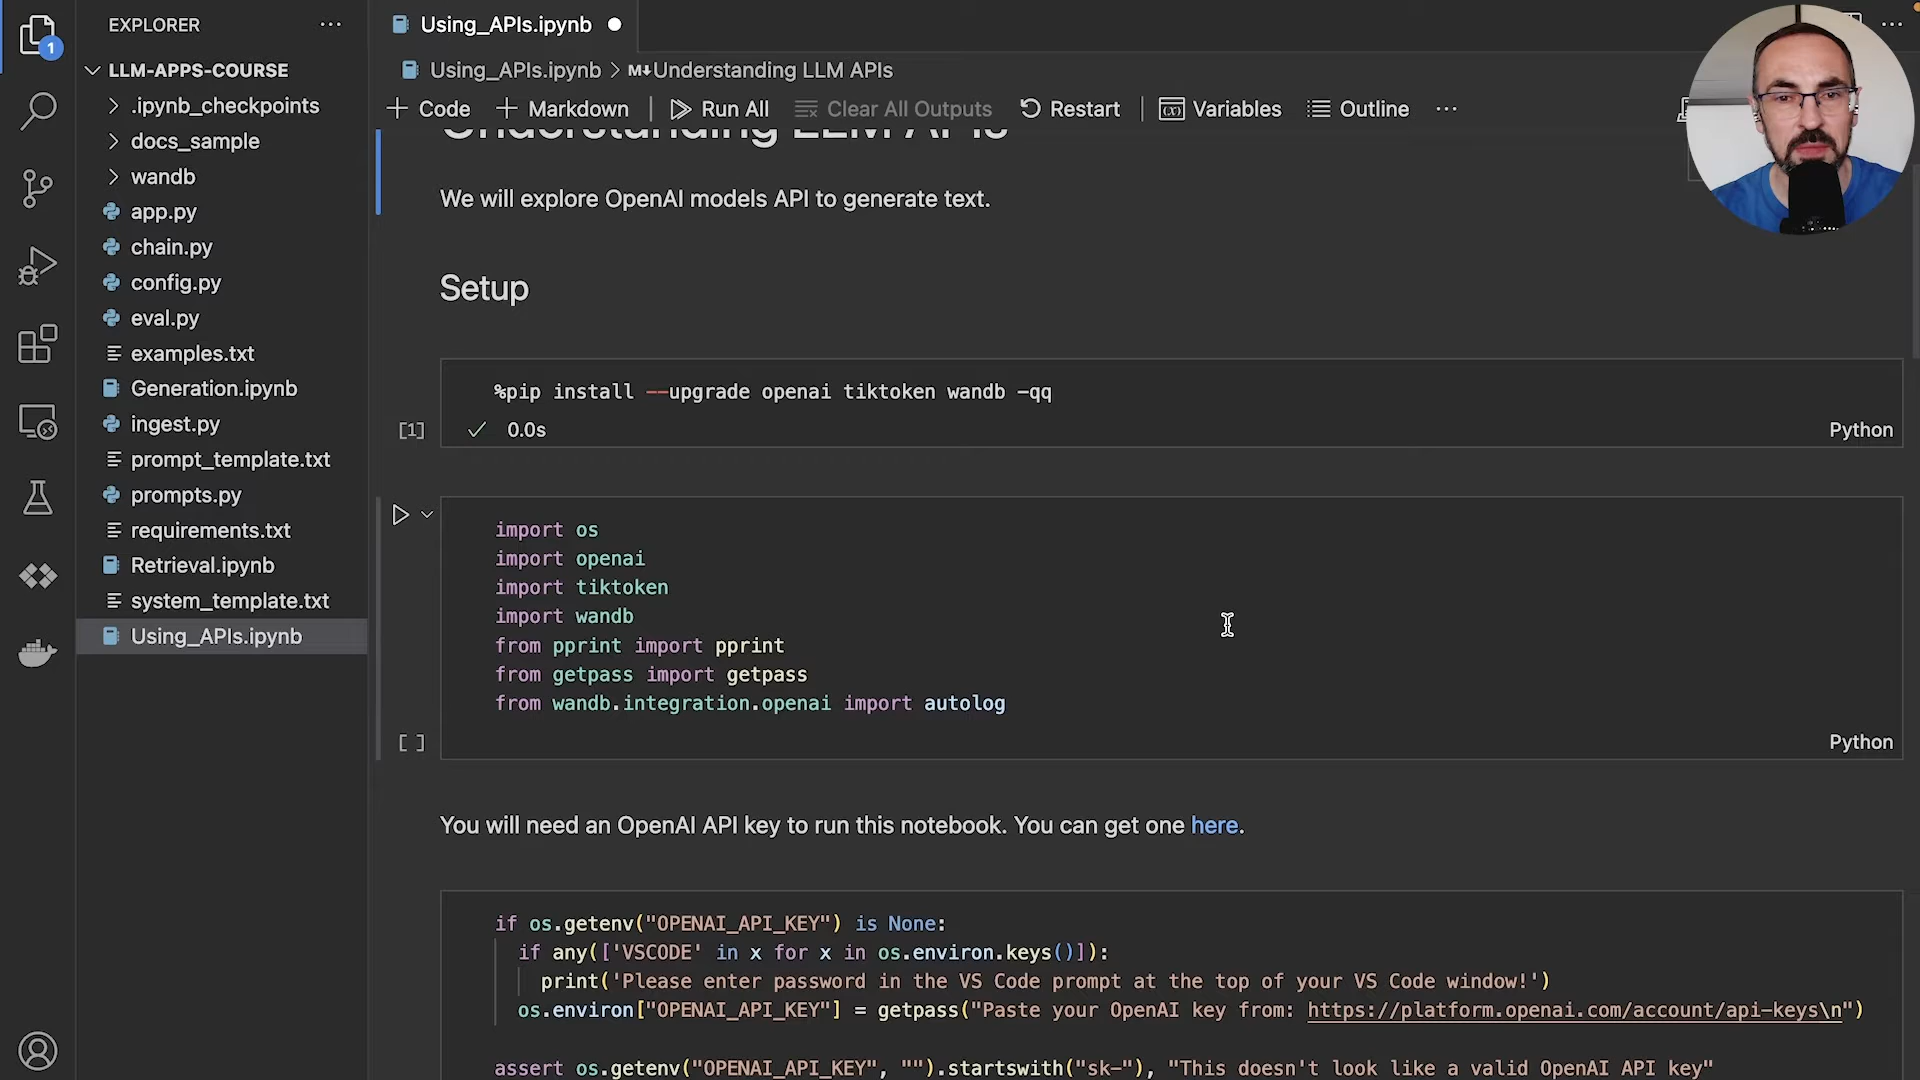 EXPLORER
···
1
LLM-APPS-COURSE
.ipynb_checkpoints
docs_sample
wandb
app.py
chain.py
config.py
eval.py
examples.txt
Generation.ipynb
ingest.py
prompt_template.txt
prompts.py
requirements.txt
Retrieval.ipynb
system_template.txt
Using_APIs.ipynb
Using_APIs.ipynb
···
Using_APIs.ipynb > M↓Understanding LLM APIs
+ Code + Markdown | Run All Clear All Outputs Restart | (x) Variables Outline ···
Understanding LLM APIs
We will explore OpenAI models API to generate text.
Setup
%pip install --upgrade openai tiktoken wandb -qq
[1] ✓ 0.0s Python
import os
import openai
import tiktoken
import wandb
from pprint import pprint
from getpass import getpass
from wandb.integration.openai import autolog
[ ] Python
You will need an OpenAI API key to run this notebook. You can get one here.
if os.getenv("OPENAI_API_KEY") is None:
if any(['VSCODE' in x for x in os.environ.keys()]):
print('Please enter password in the VS Code prompt at the top of your VS Code window!')
os.environ["OPENAI_API_KEY"] = getpass("Paste your OpenAI key from: https://platform.openai.com/account/api-keys\n")
assert os.getenv("OPENAI_API_KEY", "").startswith("sk-"), "This doesn't look like a valid OpenAI API key"